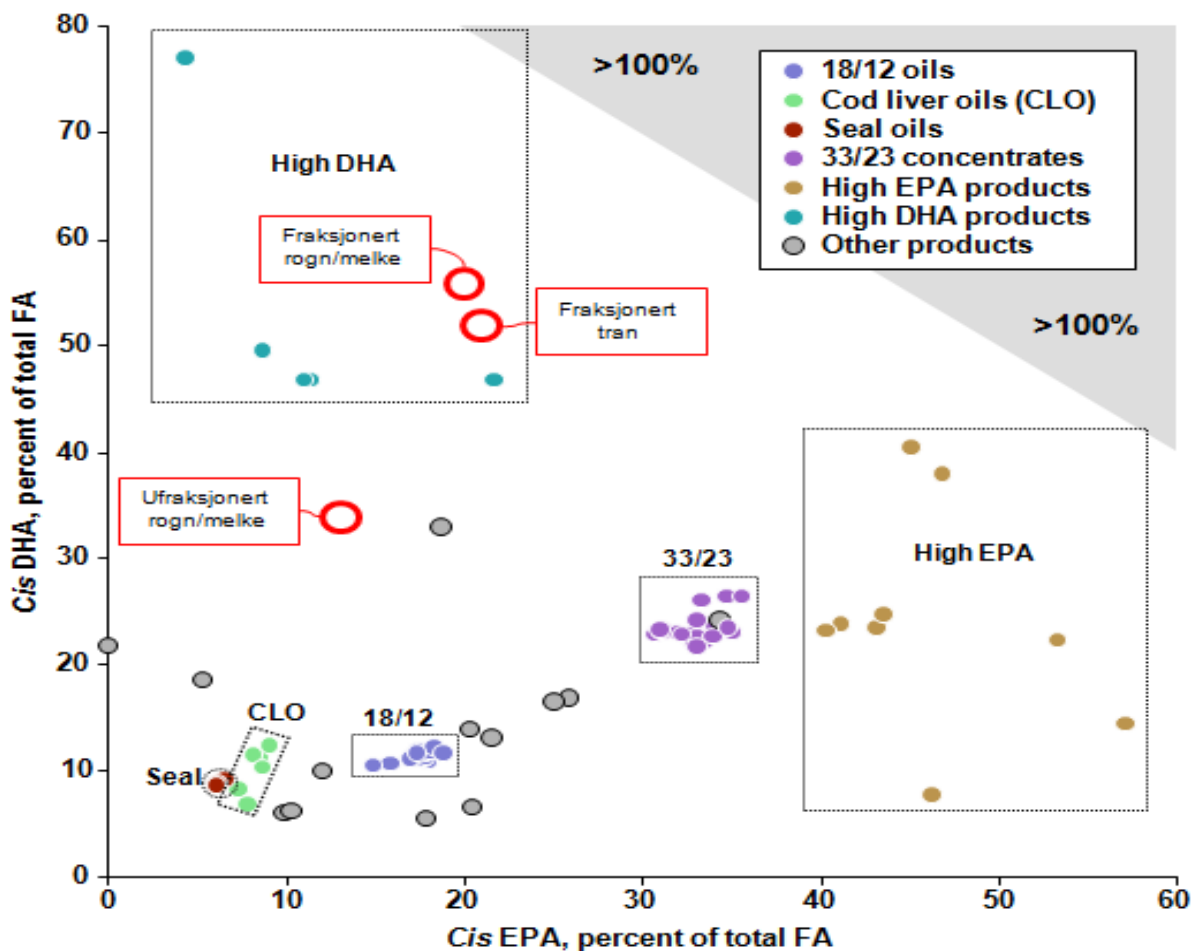 80
70
60
50
40
30
20
10
0
Cis DHA, percent of total FA
0
10
20
30
40
50
60
Cis EPA, percent of total FA
>100%
>100%
18/12 oils
Cod liver oils (CLO)
Seal oils
33/23 concentrates
High EPA products
High DHA products
Other products
High DHA
Fraksjonert
rogn/melke
Fraksjonert
tran
Ufraksjonert
rogn/melke
33/23
High EPA
CLO
18/12
Seal